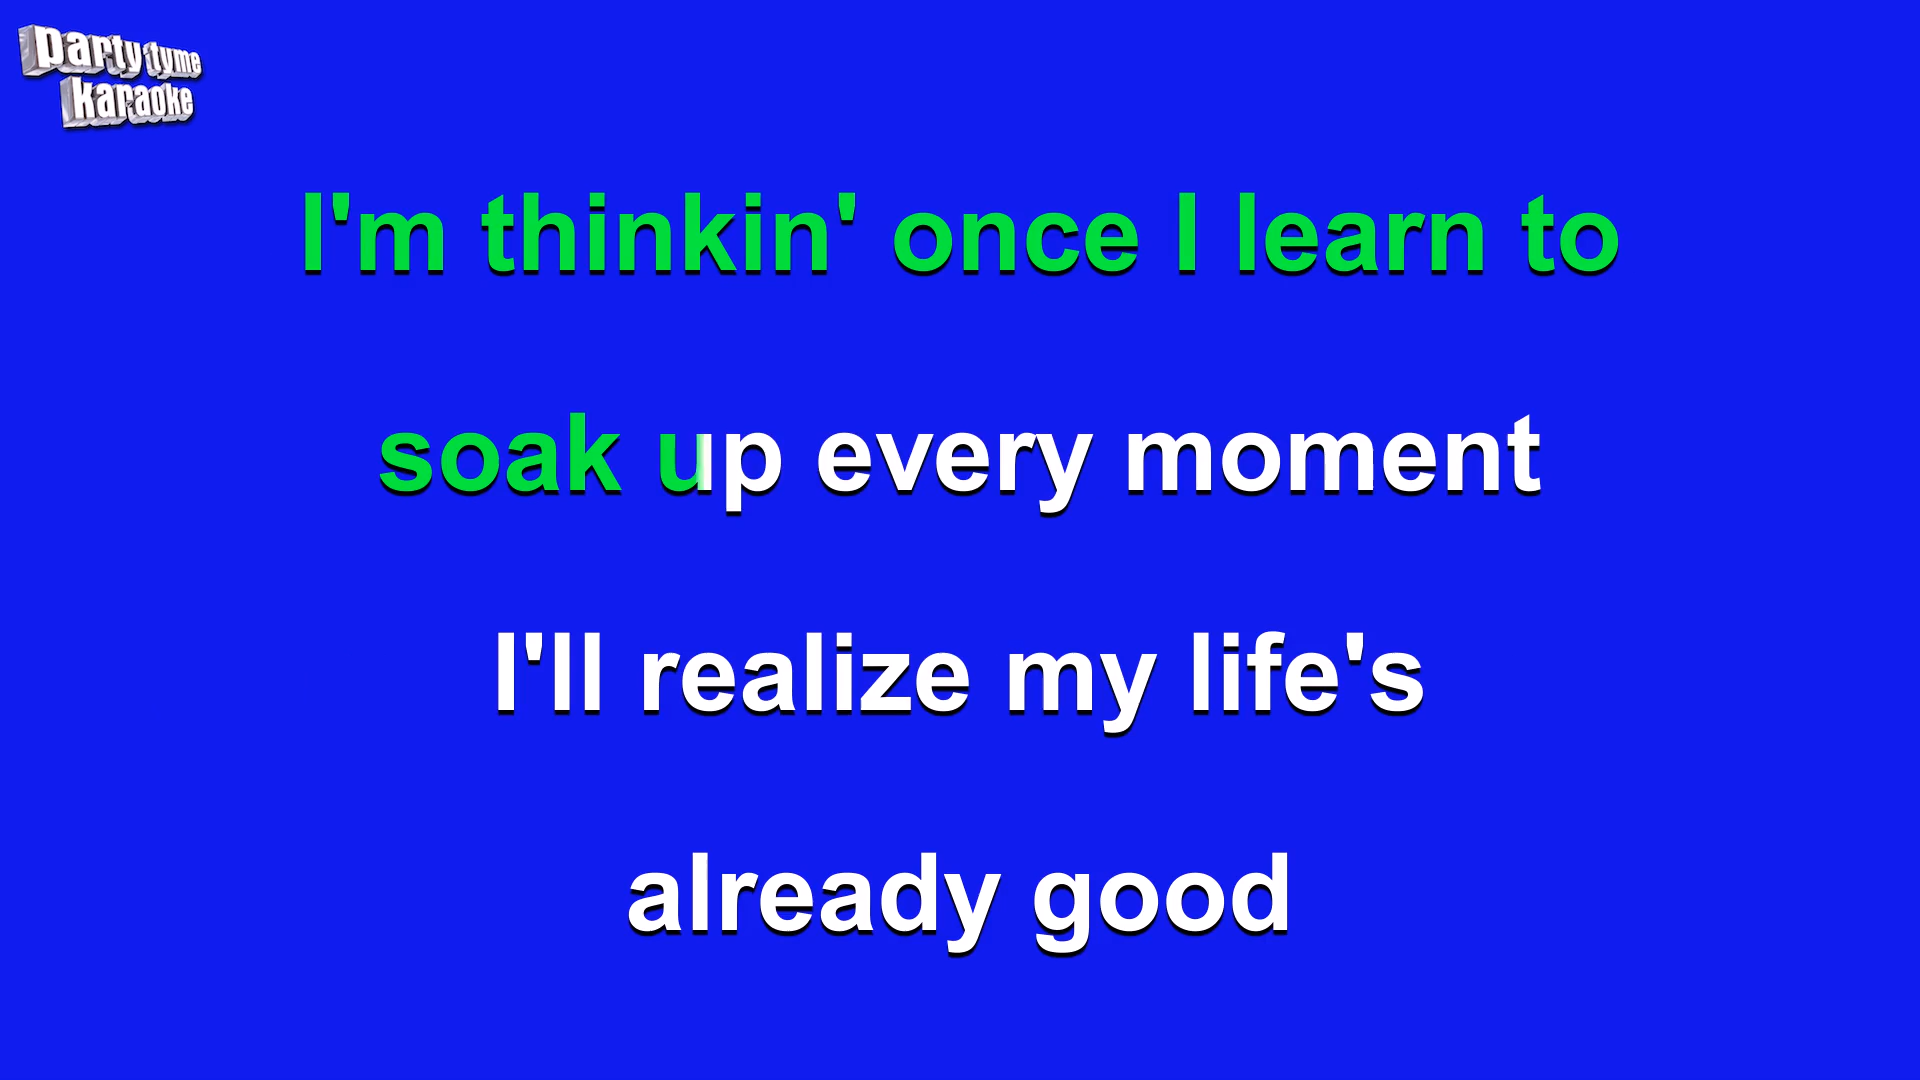 party tyme
karaoke
I'm thinkin' once I learn to
soak up every moment
I'll realize my life's
already good